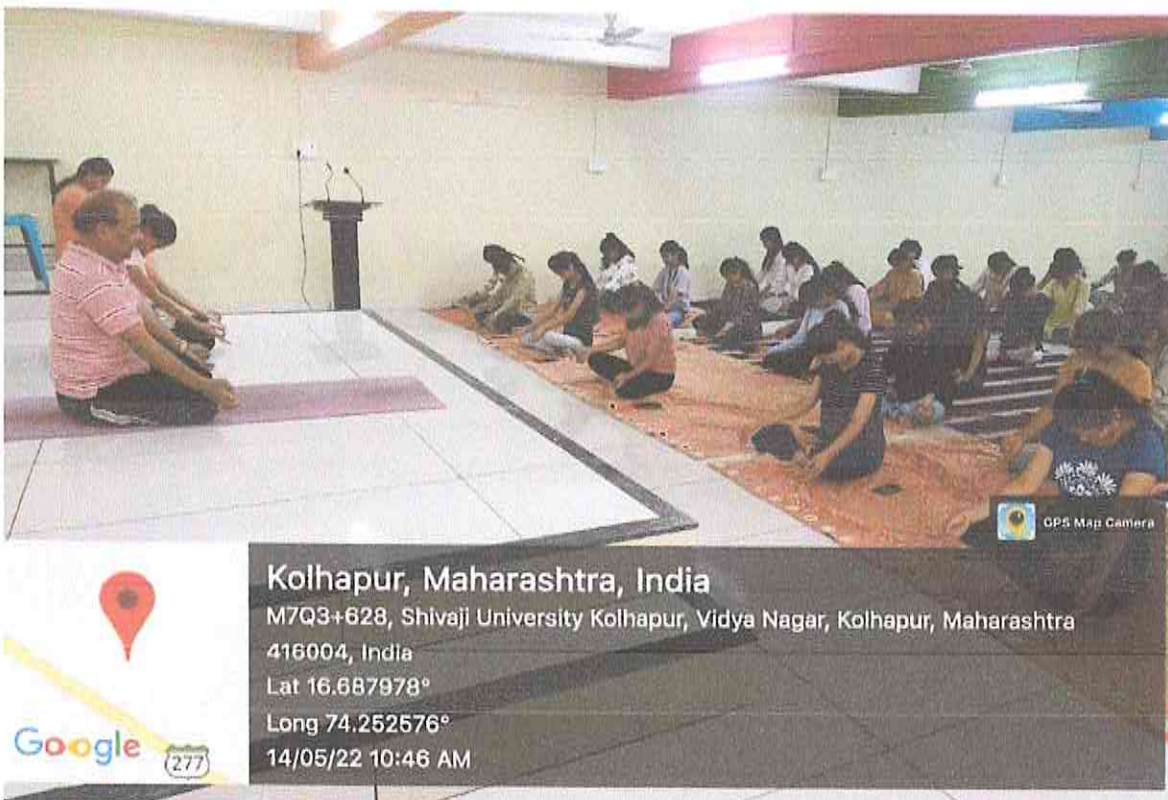 GPS Map Camera
Kolhapur, Maharashtra, India
M7Q3+628, Shivaji University Kolhapur, Vidya Nagar, Kolhapur, Maharashtra
416004, India
Lat 16.687978°
Long 74.252576°
14/05/22 10:46 AM
Google
277